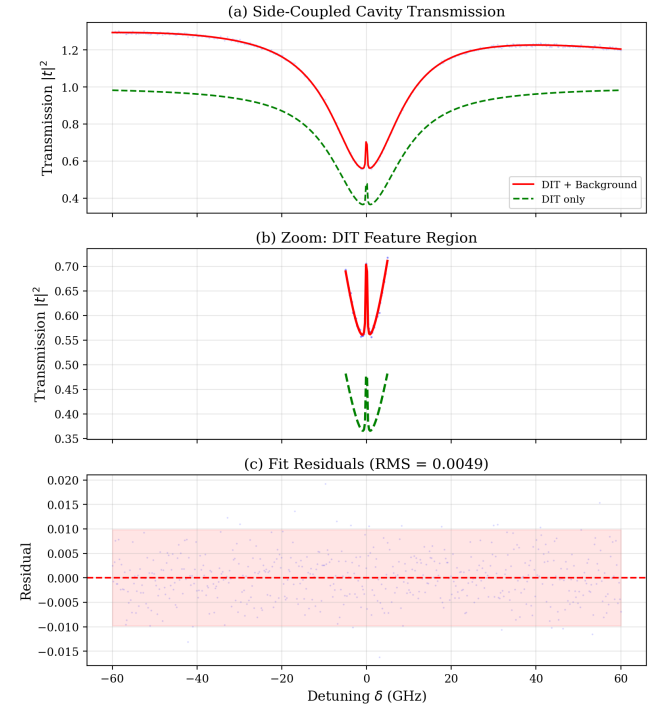 (a) Side-Coupled Cavity Transmission
Transmission |t|²
1.2
1.0
0.8
0.6
0.4
DIT + Background
DIT only
(b) Zoom: DIT Feature Region
Transmission |t|²
0.70
0.65
0.60
0.55
0.50
0.45
0.40
0.35
(c) Fit Residuals (RMS = 0.0049)
Residual
0.020
0.015
0.010
0.005
0.000
−0.005
−0.010
−0.015
−60 −40 −20 0 20 40 60
Detuning δ (GHz)